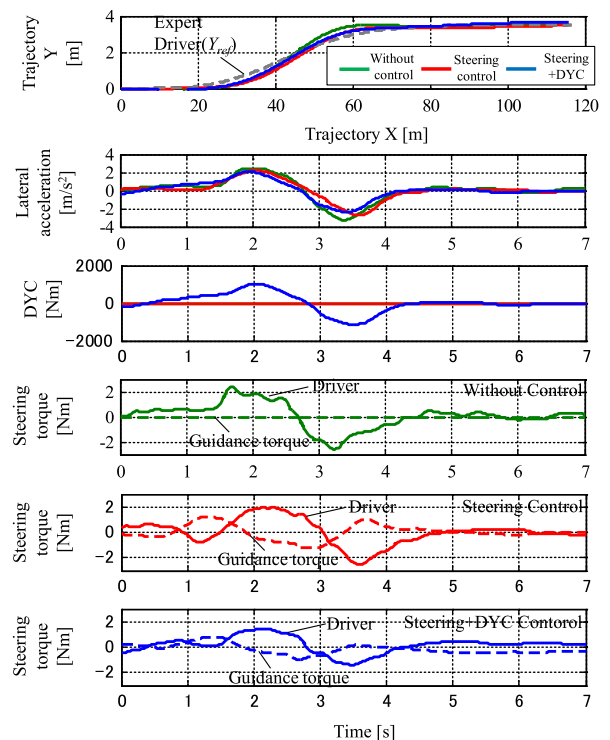 Trajectory
Y
[m]
4
2
0
Expert
Driver(Yref)
Without
control
Steering
control
Steering
+DYC
0 20 40 60 80 100 120
Trajectory X [m]
Lateral
acceleration
[m/s2]
4
2
0
-2
-4
0 1 2 3 4 5 6 7
DYC
[Nm]
2000
0
-2000
0 1 2 3 4 5 6 7
Steering
torque
[Nm]
2
0
-2
Driver
Without Control
Guidance torque
0 1 2 3 4 5 6 7
Steering
torque
[Nm]
2
0
-2
Driver
Steering Control
Guidance torque
0 1 2 3 4 5 6 7
Steering
torque
[Nm]
2
0
-2
Driver
Steering+DYC Contorol
Guidance torque
0 1 2 3 4 5 6 7
Time [s]